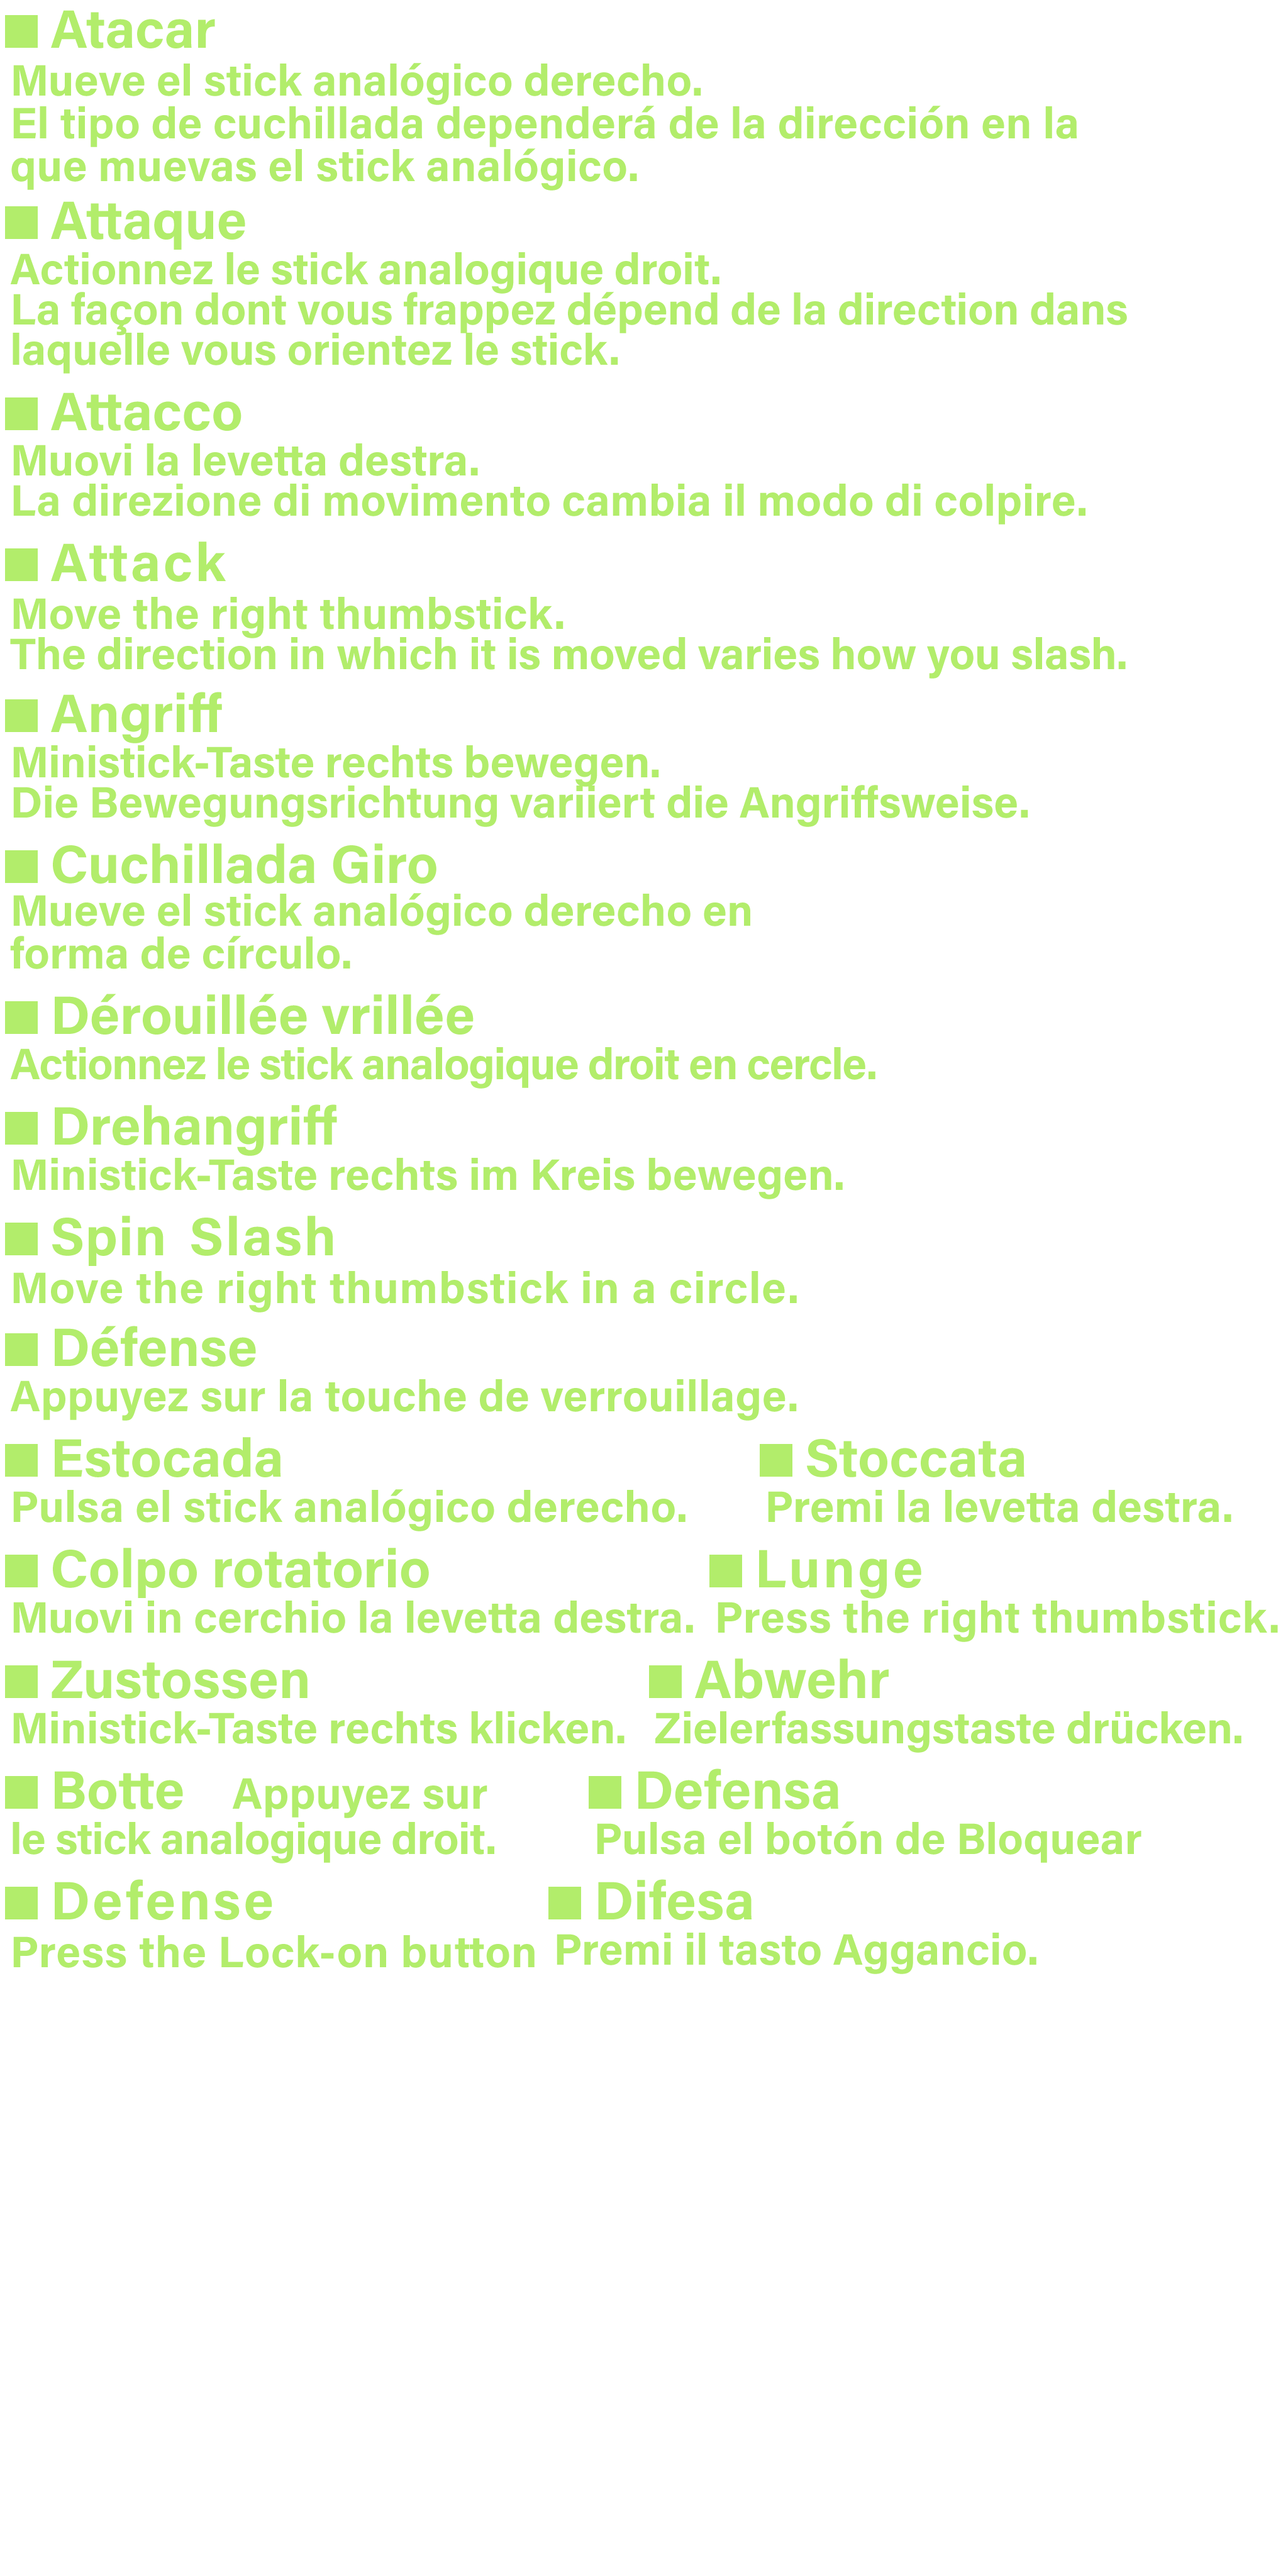 ■ Atacar
Mueve el stick analógico derecho.
El tipo de cuchillada dependerá de la dirección en la
que muevas el stick analógico.
■ Attaque
Actionnez le stick analogique droit.
La façon dont vous frappez dépend de la direction dans
laquelle vous orientez le stick.
■ Attacco
Muovi la levetta destra.
La direzione di movimento cambia il modo di colpire.
■ Attack
Move the right thumbstick.
The direction in which it is moved varies how you slash.
■ Angriff
Ministick-Taste rechts bewegen.
Die Bewegungsrichtung variiert die Angriffsweise.
■ Cuchillada Giro
Mueve el stick analógico derecho en
forma de círculo.
■ Dérouillée vrillée
Actionnez le stick analogique droit en cercle.
■ Drehangriff
Ministick-Taste rechts im Kreis bewegen.
■ Spin Slash
Move the right thumbstick in a circle.
■ Défense
Appuyez sur la touche de verrouillage.
■ Estocada
Pulsa el stick analógico derecho.
■ Stoccata
Premi la levetta destra.
■ Colpo rotatorio
Muovi in cerchio la levetta destra.
■ Lunge
Press the right thumbstick.
■ Zustossen
Ministick-Taste rechts klicken.
■ Abwehr
Zielerfassungstaste drücken.
■ Botte Appuyez sur
le stick analogique droit.
■ Defensa
Pulsa el botón de Bloquear
■ Defense
Press the Lock-on button
■ Difesa
Premi il tasto Aggancio.